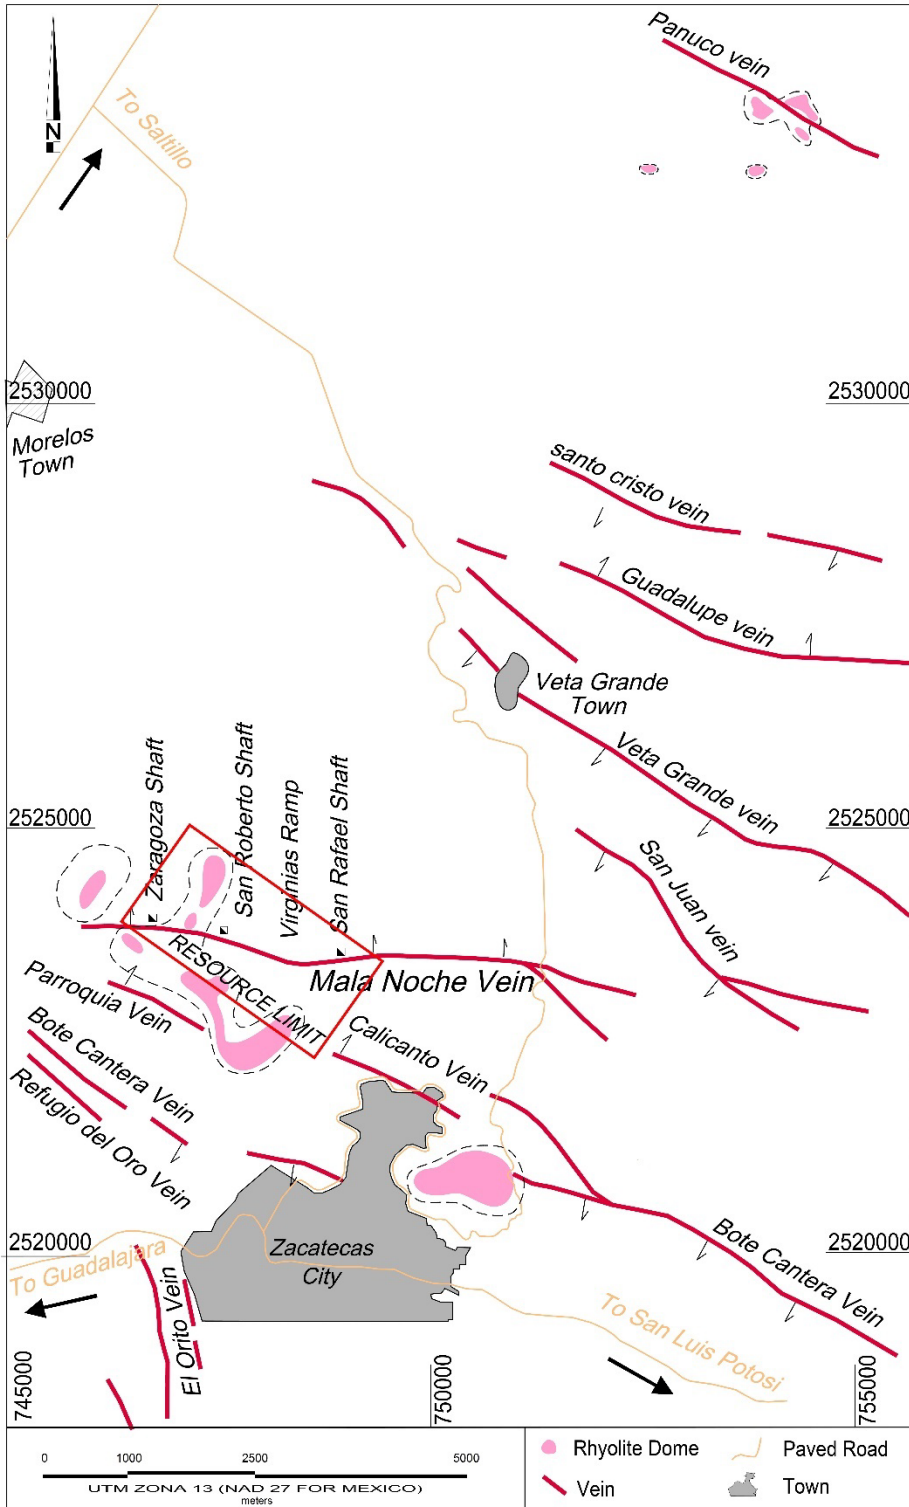 Panuco vein
To Saltillo
N
2530000
2530000
Morelos
Town
santo cristo vein
Guadalupe vein
Veta Grande
Town
Veta Grande vein
2525000
2525000
Zaragoza Shaft
San Roberto Shaft
Virginias Ramp
San Rafael Shaft
San Juan vein
RESOURCE LIMIT
Mala Noche Vein
Parroquia Vein
Bote Cantera Vein
Refugio del Oro Vein
Calicanto Vein
2520000
2520000
Zacatecas
City
To Guadalajara
El Orito Vein
Bote Cantera Vein
To San Luis Potosi
745000
750000
755000
0 1000 2500 5000
UTM ZONA 13 (NAD 27 FOR MEXICO)
meters
Rhyolite Dome
Paved Road
Vein
Town